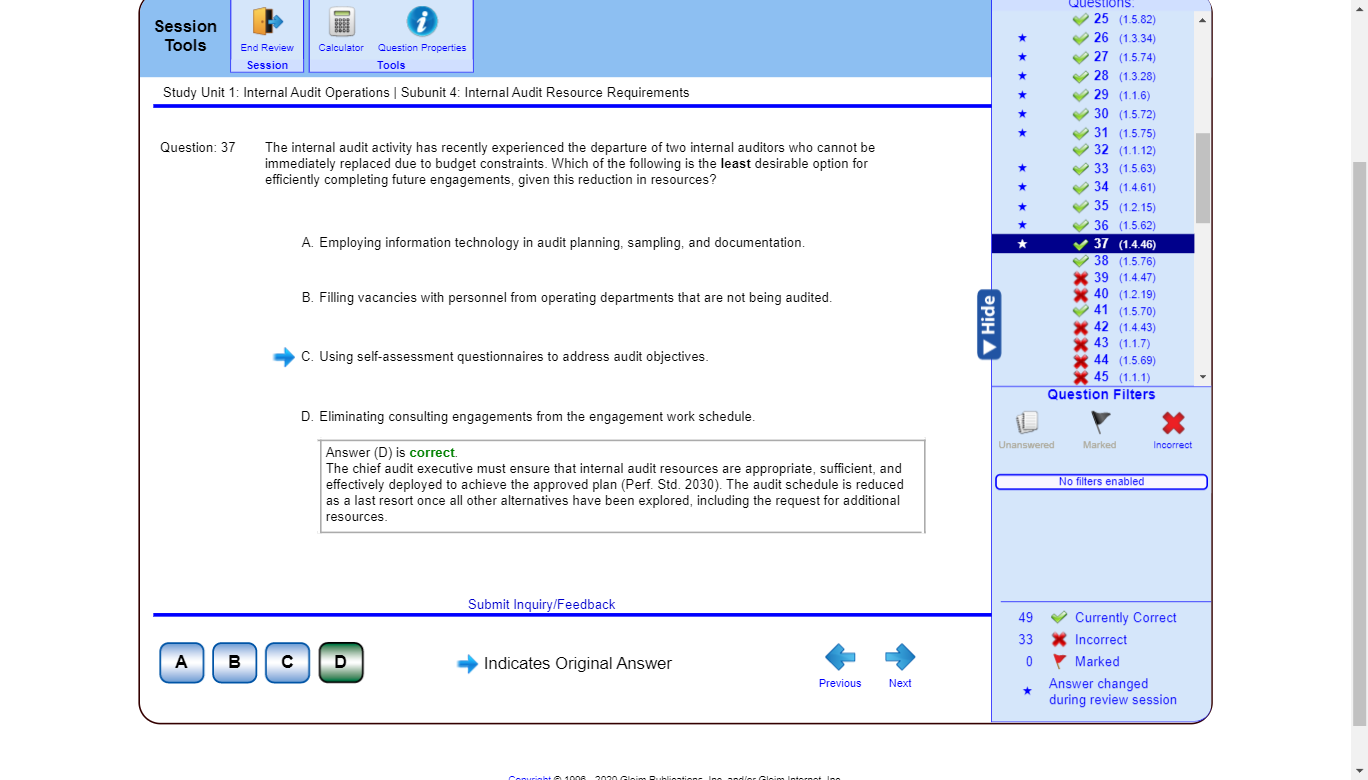 Session
Tools
End Review
Session
Calculator
Question Properties
Tools
Study Unit 1: Internal Audit Operations | Subunit 4: Internal Audit Resource Requirements
Question: 37
The internal audit activity has recently experienced the departure of two internal auditors who cannot be
immediately replaced due to budget constraints. Which of the following is the least desirable option for
efficiently completing future engagements, given this reduction in resources?
A. Employing information technology in audit planning, sampling, and documentation.
B. Filling vacancies with personnel from operating departments that are not being audited.
C. Using self-assessment questionnaires to address audit objectives.
D. Eliminating consulting engagements from the engagement work schedule.
Answer (D) is correct.
The chief audit executive must ensure that internal audit resources are appropriate, sufficient, and
effectively deployed to achieve the approved plan (Perf. Std. 2030). The audit schedule is reduced
as a last resort once all other alternatives have been explored, including the request for additional
resources.
Submit Inquiry/Feedback
A
B
C
D
Indicates Original Answer
Previous
Next
Questions:
25 (1.5.82)
26 (1.3.34)
27 (1.5.74)
28 (1.3.28)
29 (1.1.6)
30 (1.5.72)
31 (1.5.75)
32 (1.1.12)
33 (1.5.63)
34 (1.4.61)
35 (1.2.15)
36 (1.5.62)
37 (1.4.46)
38 (1.5.76)
39 (1.4.47)
40 (1.2.19)
41 (1.5.70)
42 (1.4.43)
43 (1.1.7)
44 (1.5.69)
45 (1.1.1)
Hide
Question Filters
Unanswered
Marked
Incorrect
No filters enabled
49 Currently Correct
33 Incorrect
0 Marked
Answer changed
during review session
Copyright © 1996 - 2020 Gleim Publications, Inc. and/or Gleim Internet, Inc.